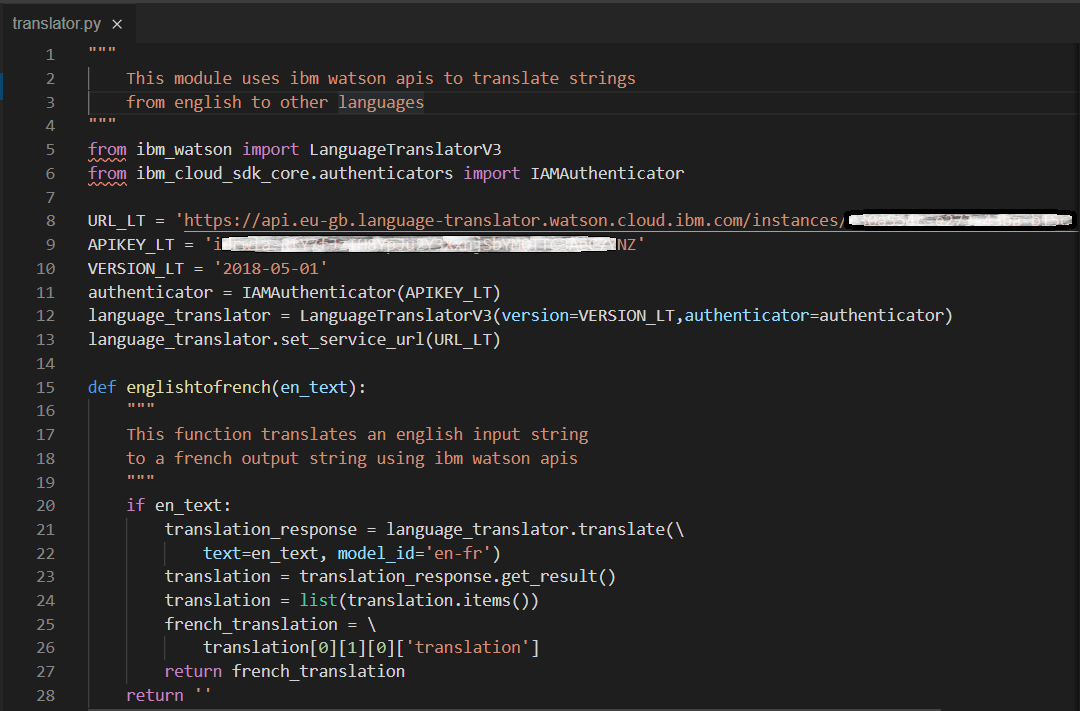 translator.py ×
1 """
2 This module uses ibm watson apis to translate strings
3 from english to other languages
4 """
5 from ibm_watson import LanguageTranslatorV3
6 from ibm_cloud_sdk_core.authenticators import IAMAuthenticator
7
8 URL_LT = 'https://api.eu-gb.language-translator.watson.cloud.ibm.com/instances/
9 APIKEY_LT = '
10 VERSION_LT = '2018-05-01'
11 authenticator = IAMAuthenticator(APIKEY_LT)
12 language_translator = LanguageTranslatorV3(version=VERSION_LT,authenticator=authenticator)
13 language_translator.set_service_url(URL_LT)
14
15 def englishtofrench(en_text):
16 """
17 This function translates an english input string
18 to a french output string using ibm watson apis
19 """
20 if en_text:
21 translation_response = language_translator.translate(\
22 text=en_text, model_id='en-fr')
23 translation = translation_response.get_result()
24 translation = list(translation.items())
25 french_translation = \
26 translation[0][1][0]['translation']
27 return french_translation
28 return ''